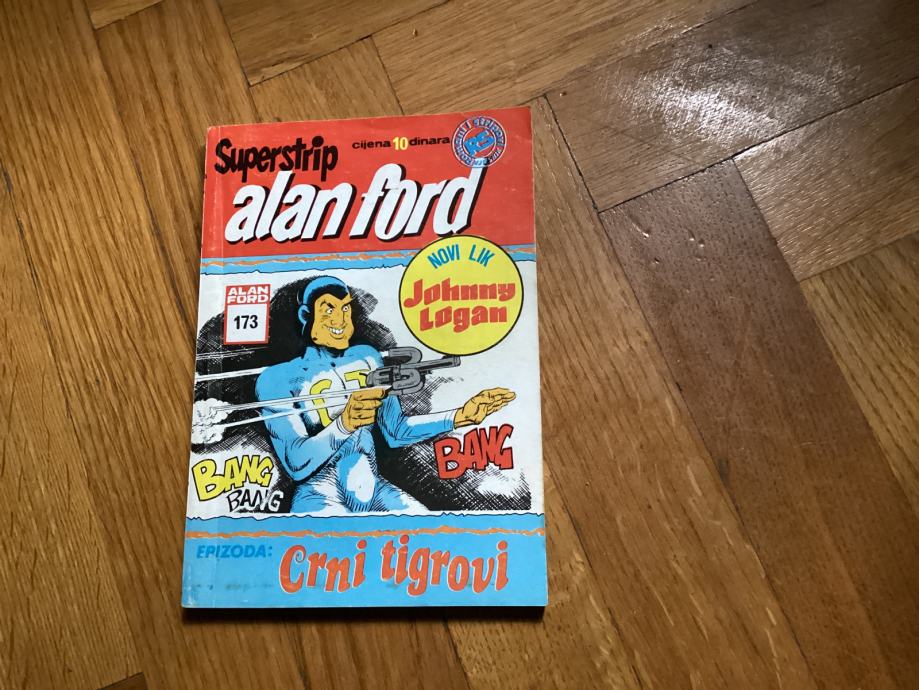 Superstrip
cijena 10 dinara
alan ford
NOVI LIK
Johnny
Logan
ALAN
FORD
173
BANG
BANG
BANG
EPIZODA:
Crni tigrovi